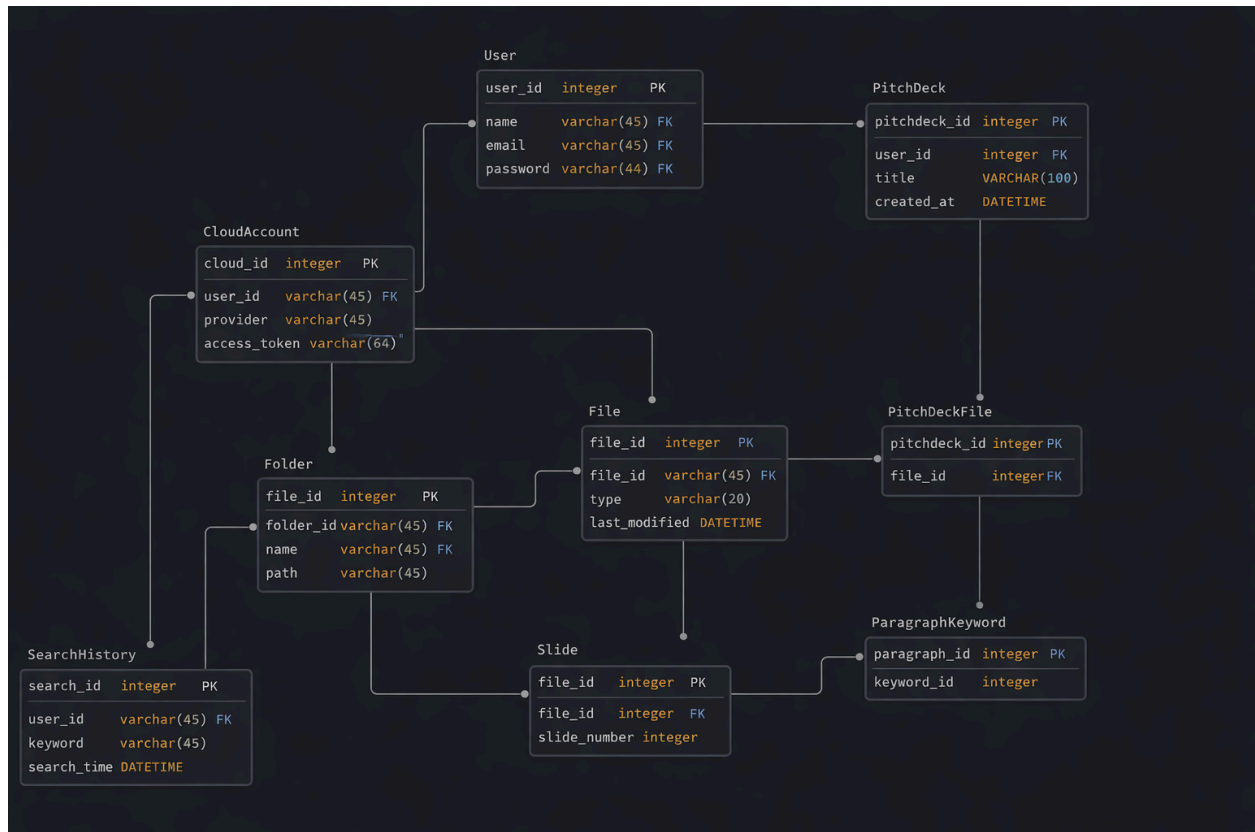 User
user_id integer PK
name varchar(45) FK
email varchar(45) FK
password varchar(44) FK
PitchDeck
pitchdeck_id integer PK
user_id integer FK
title VARCHAR(100)
created_at DATETIME
CloudAccount
cloud_id integer PK
user_id varchar(45) FK
provider varchar(45)
access_token varchar(64)"
File
file_id integer PK
file_id varchar(45) FK
type varchar(20)
last_modified DATETIME
PitchDeckFile
pitchdeck_id integer PK
file_id integer FK
Folder
file_id integer PK
folder_id varchar(45) FK
name varchar(45) FK
path varchar(45)
SearchHistory
search_id integer PK
user_id varchar(45) FK
keyword varchar(45)
search_time DATETIME
Slide
file_id integer PK
file_id integer FK
slide_number integer
ParagraphKeyword
paragraph_id integer PK
keyword_id integer